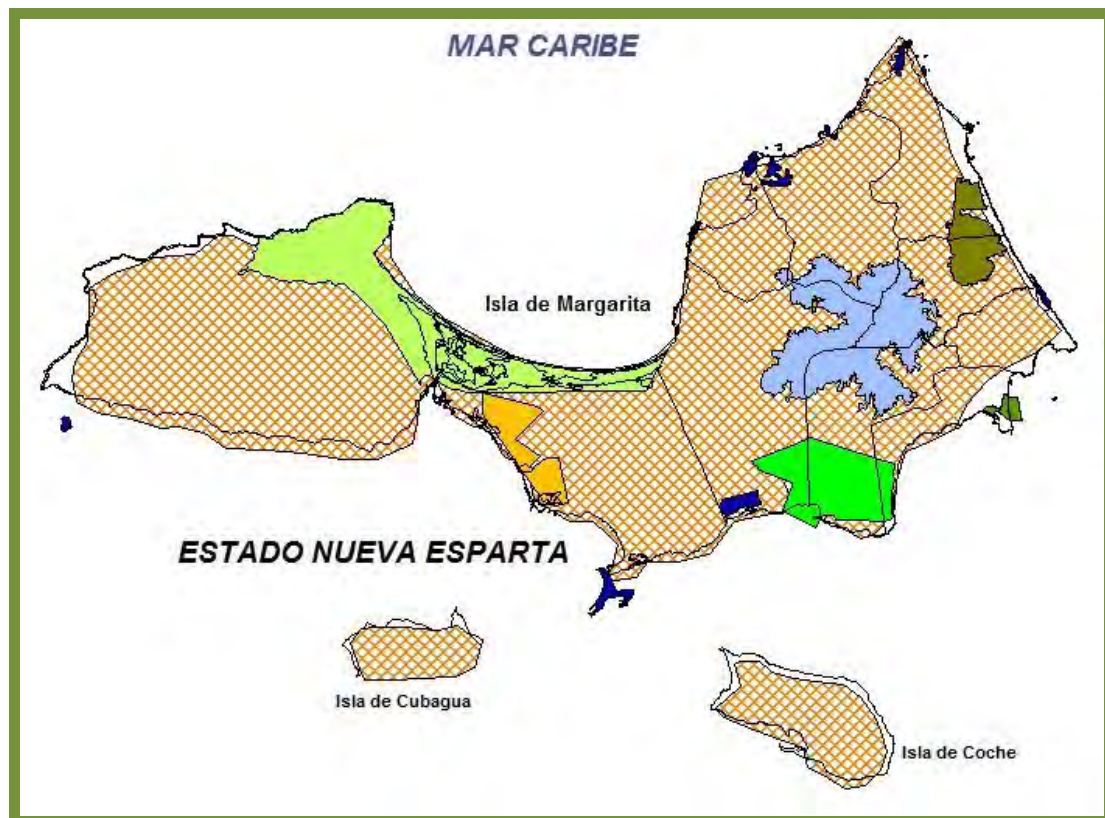 MAR CARIBE
Isla de Margarita
ESTADO NUEVA ESPARTA
Isla de Cubagua
Isla de Coche